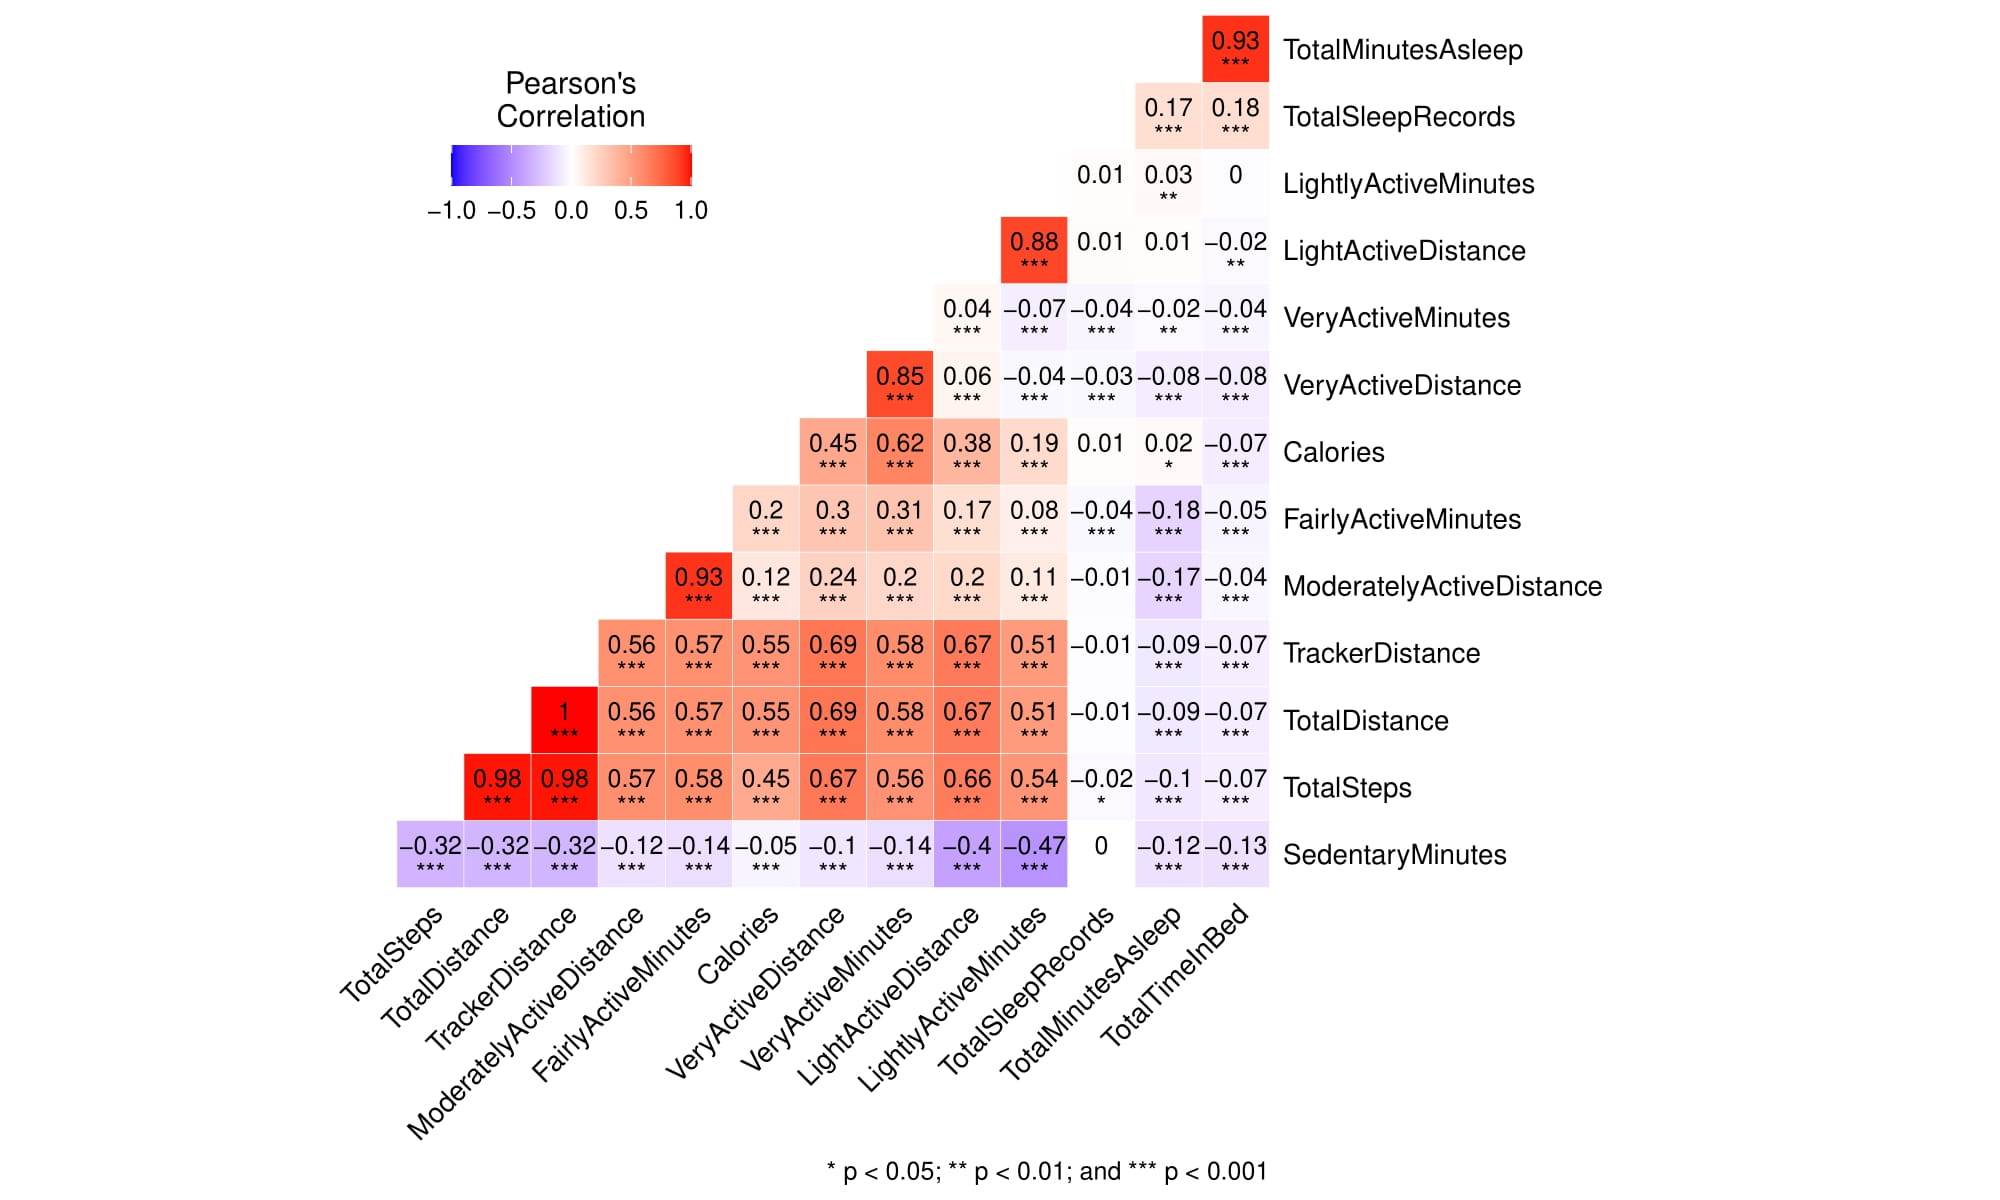 0.93 TotalMinutesAsleep
***
Pearson's
Correlation
0.17 0.18 TotalSleepRecords
*** ***
0.01 0.03 0 LightlyActiveMinutes
**
−1.0 −0.5 0.0 0.5 1.0
0.88 0.01 0.01 −0.02 LightActiveDistance
*** **
0.04 −0.07 −0.04 −0.02 −0.04 VeryActiveMinutes
*** *** *** ** ***
0.85 0.06 −0.04 −0.03 −0.08 −0.08 VeryActiveDistance
*** *** *** *** *** ***
0.45 0.62 0.38 0.19 0.01 0.02 −0.07 Calories
*** *** *** *** * ***
0.2 0.3 0.31 0.17 0.08 −0.04 −0.18 −0.05 FairlyActiveMinutes
*** *** *** *** *** *** *** ***
0.93 0.12 0.24 0.2 0.2 0.11 −0.01 −0.17 −0.04 ModeratelyActiveDistance
*** *** *** *** *** *** *** ***
0.56 0.57 0.55 0.69 0.58 0.67 0.51 −0.01 −0.09 −0.07 TrackerDistance
*** *** *** *** *** *** *** *** ***
1 0.56 0.57 0.55 0.69 0.58 0.67 0.51 −0.01 −0.09 −0.07 TotalDistance
*** *** *** *** *** *** *** *** *** ***
0.98 0.98 0.57 0.58 0.45 0.67 0.56 0.66 0.54 −0.02 −0.1 −0.07 TotalSteps
*** *** *** *** *** *** *** *** *** * *** ***
−0.32 −0.32 −0.32 −0.12 −0.14 −0.05 −0.1 −0.14 −0.4 −0.47 0 −0.12 −0.13 SedentaryMinutes
*** *** *** *** *** *** *** *** *** *** *** ***
TotalSteps
TotalDistance
TrackerDistance
ModeratelyActiveDistance
FairlyActiveMinutes
Calories
VeryActiveDistance
VeryActiveMinutes
LightActiveDistance
LightlyActiveMinutes
TotalSleepRecords
TotalMinutesAsleep
TotalTimeInBed
* p < 0.05; ** p < 0.01; and *** p < 0.001